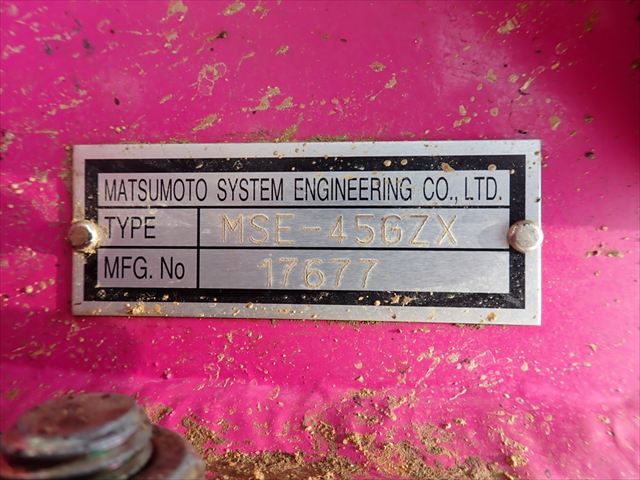 MATSUMOTO SYSTEM ENGINEERING CO., LTD.
TYPE MSE-45GZX
MFG. No 17677